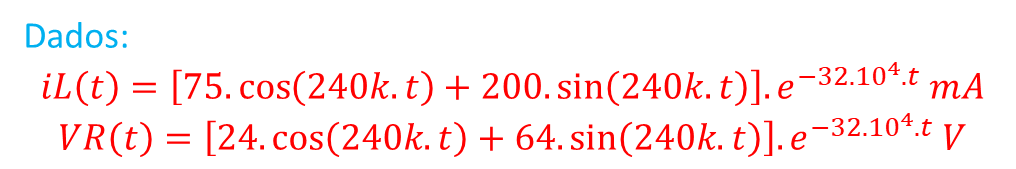 Dados:
iL(t) = [75. cos(240k. t) + 200. sin(240k. t)]. e^{−32.10^4.t} mA
VR(t) = [24. cos(240k. t) + 64. sin(240k. t)]. e^{−32.10^4.t} V